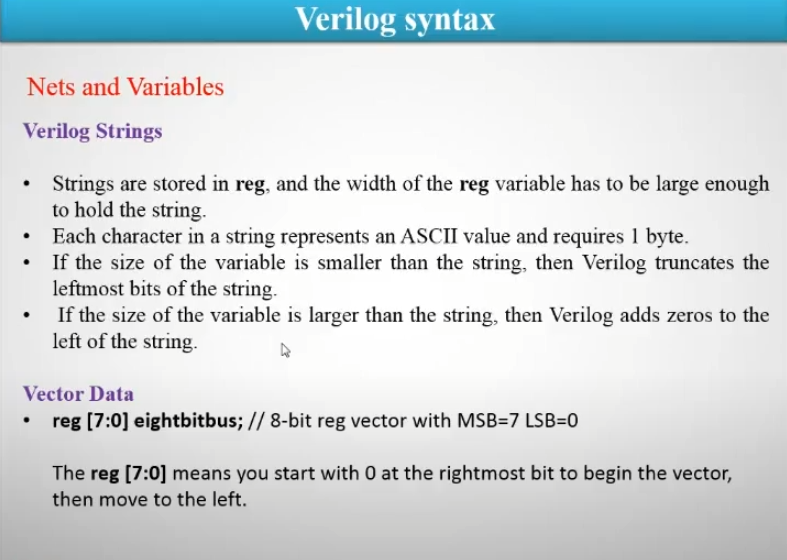 Verilog syntax
Nets and Variables
Verilog Strings
• Strings are stored in reg, and the width of the reg variable has to be large enough
to hold the string.
• Each character in a string represents an ASCII value and requires 1 byte.
• If the size of the variable is smaller than the string, then Verilog truncates the
leftmost bits of the string.
• If the size of the variable is larger than the string, then Verilog adds zeros to the
left of the string.
Vector Data
• reg [7:0] eightbitbus; // 8-bit reg vector with MSB=7 LSB=0
The reg [7:0] means you start with 0 at the rightmost bit to begin the vector,
then move to the left.